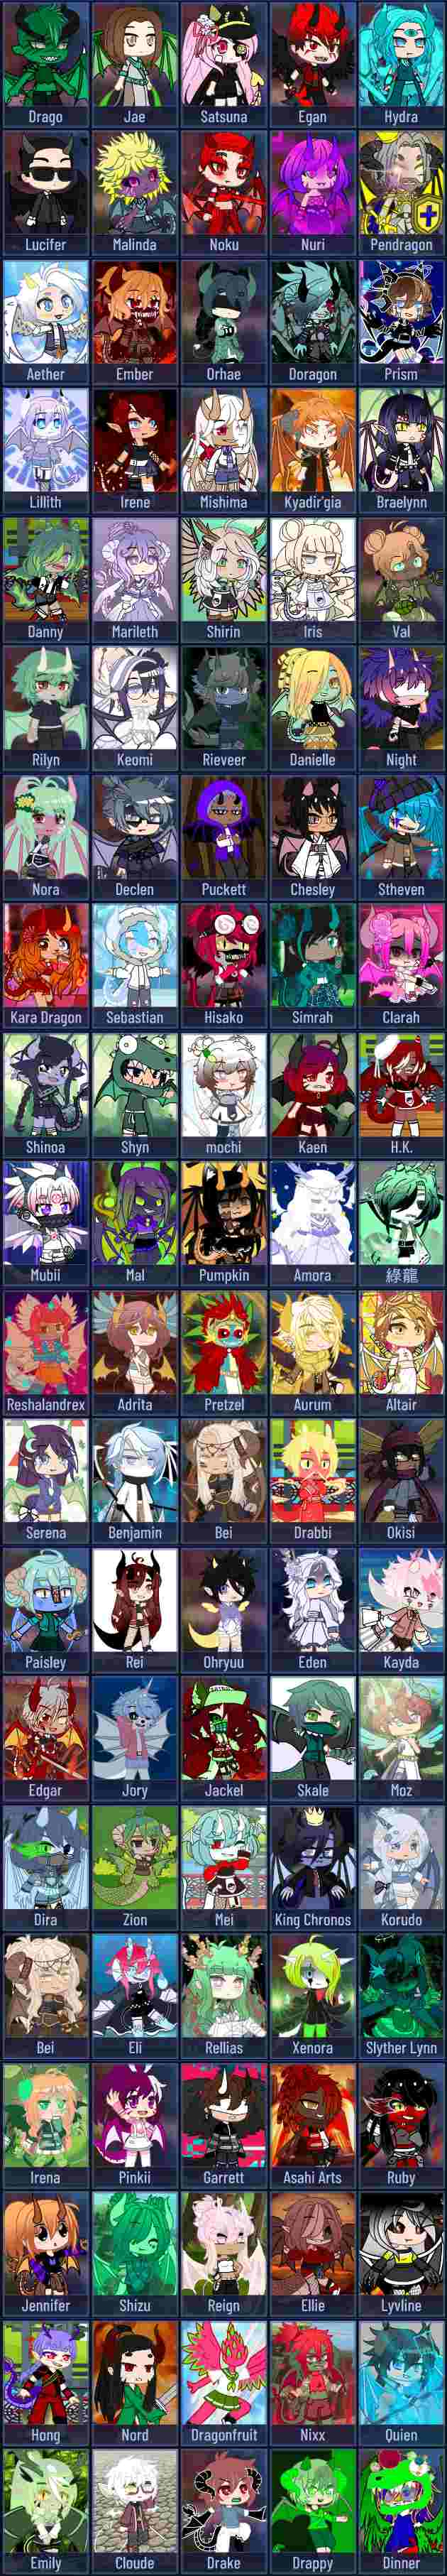 Drago Jae Satsuna Egan Hydra
Lucifer Malinda Noku Nuri Pendragon
Aether Ember Orhae Doragon Prism
Lillith Irene Mishima Kyadir'gia Braelynn
Danny Marileth Shirin Iris Val
Rilyn Keomi Rieveer Danielle Night
Nora Declen Puckett Chesley Stheven
Kara Dragon Sebastian Hisako Simrah Clarah
Shinoa Shyn mochi Kaen H.K.
Mubii Mal Pumpkin Amora 綠龍
Reshalandrex Adrita Pretzel Aurum Altair
Serena Benjamin Bei Drabbi Okisi
Paisley Rei Ohryuu Eden Kayda
Edgar Jory Jackel Skale Moz
Dira Zion Mei King Chronos Korudo
Bei Eli Rellias Xenora Slyther Lynn
Irena Pinkii Garrett Asahi Arts Ruby
Jennifer Shizu Reign Ellie Lyvline
Hong Nord Dragonfruit Nixx Quien
Emily Cloude Drake Drappy Dinner